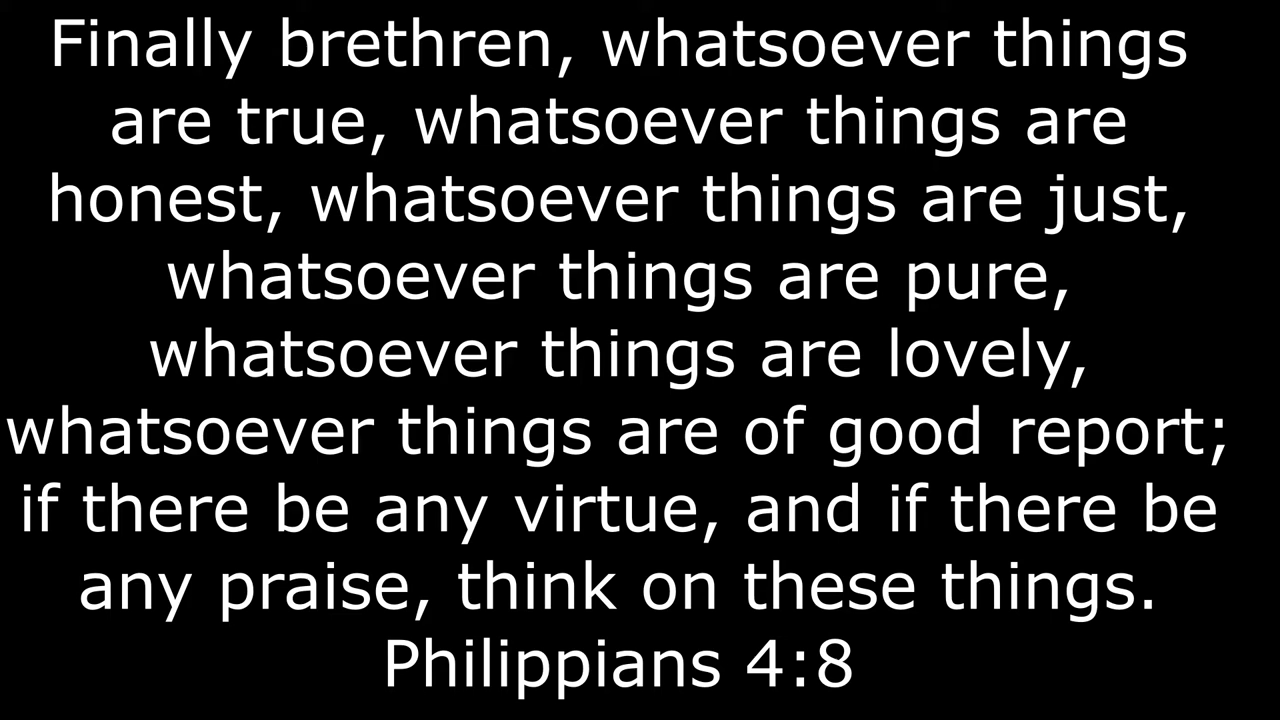 Finally brethren, whatsoever things
are true, whatsoever things are
honest, whatsoever things are just,
whatsoever things are pure,
whatsoever things are lovely,
whatsoever things are of good report;
if there be any virtue, and if there be
any praise, think on these things.
Philippians 4:8